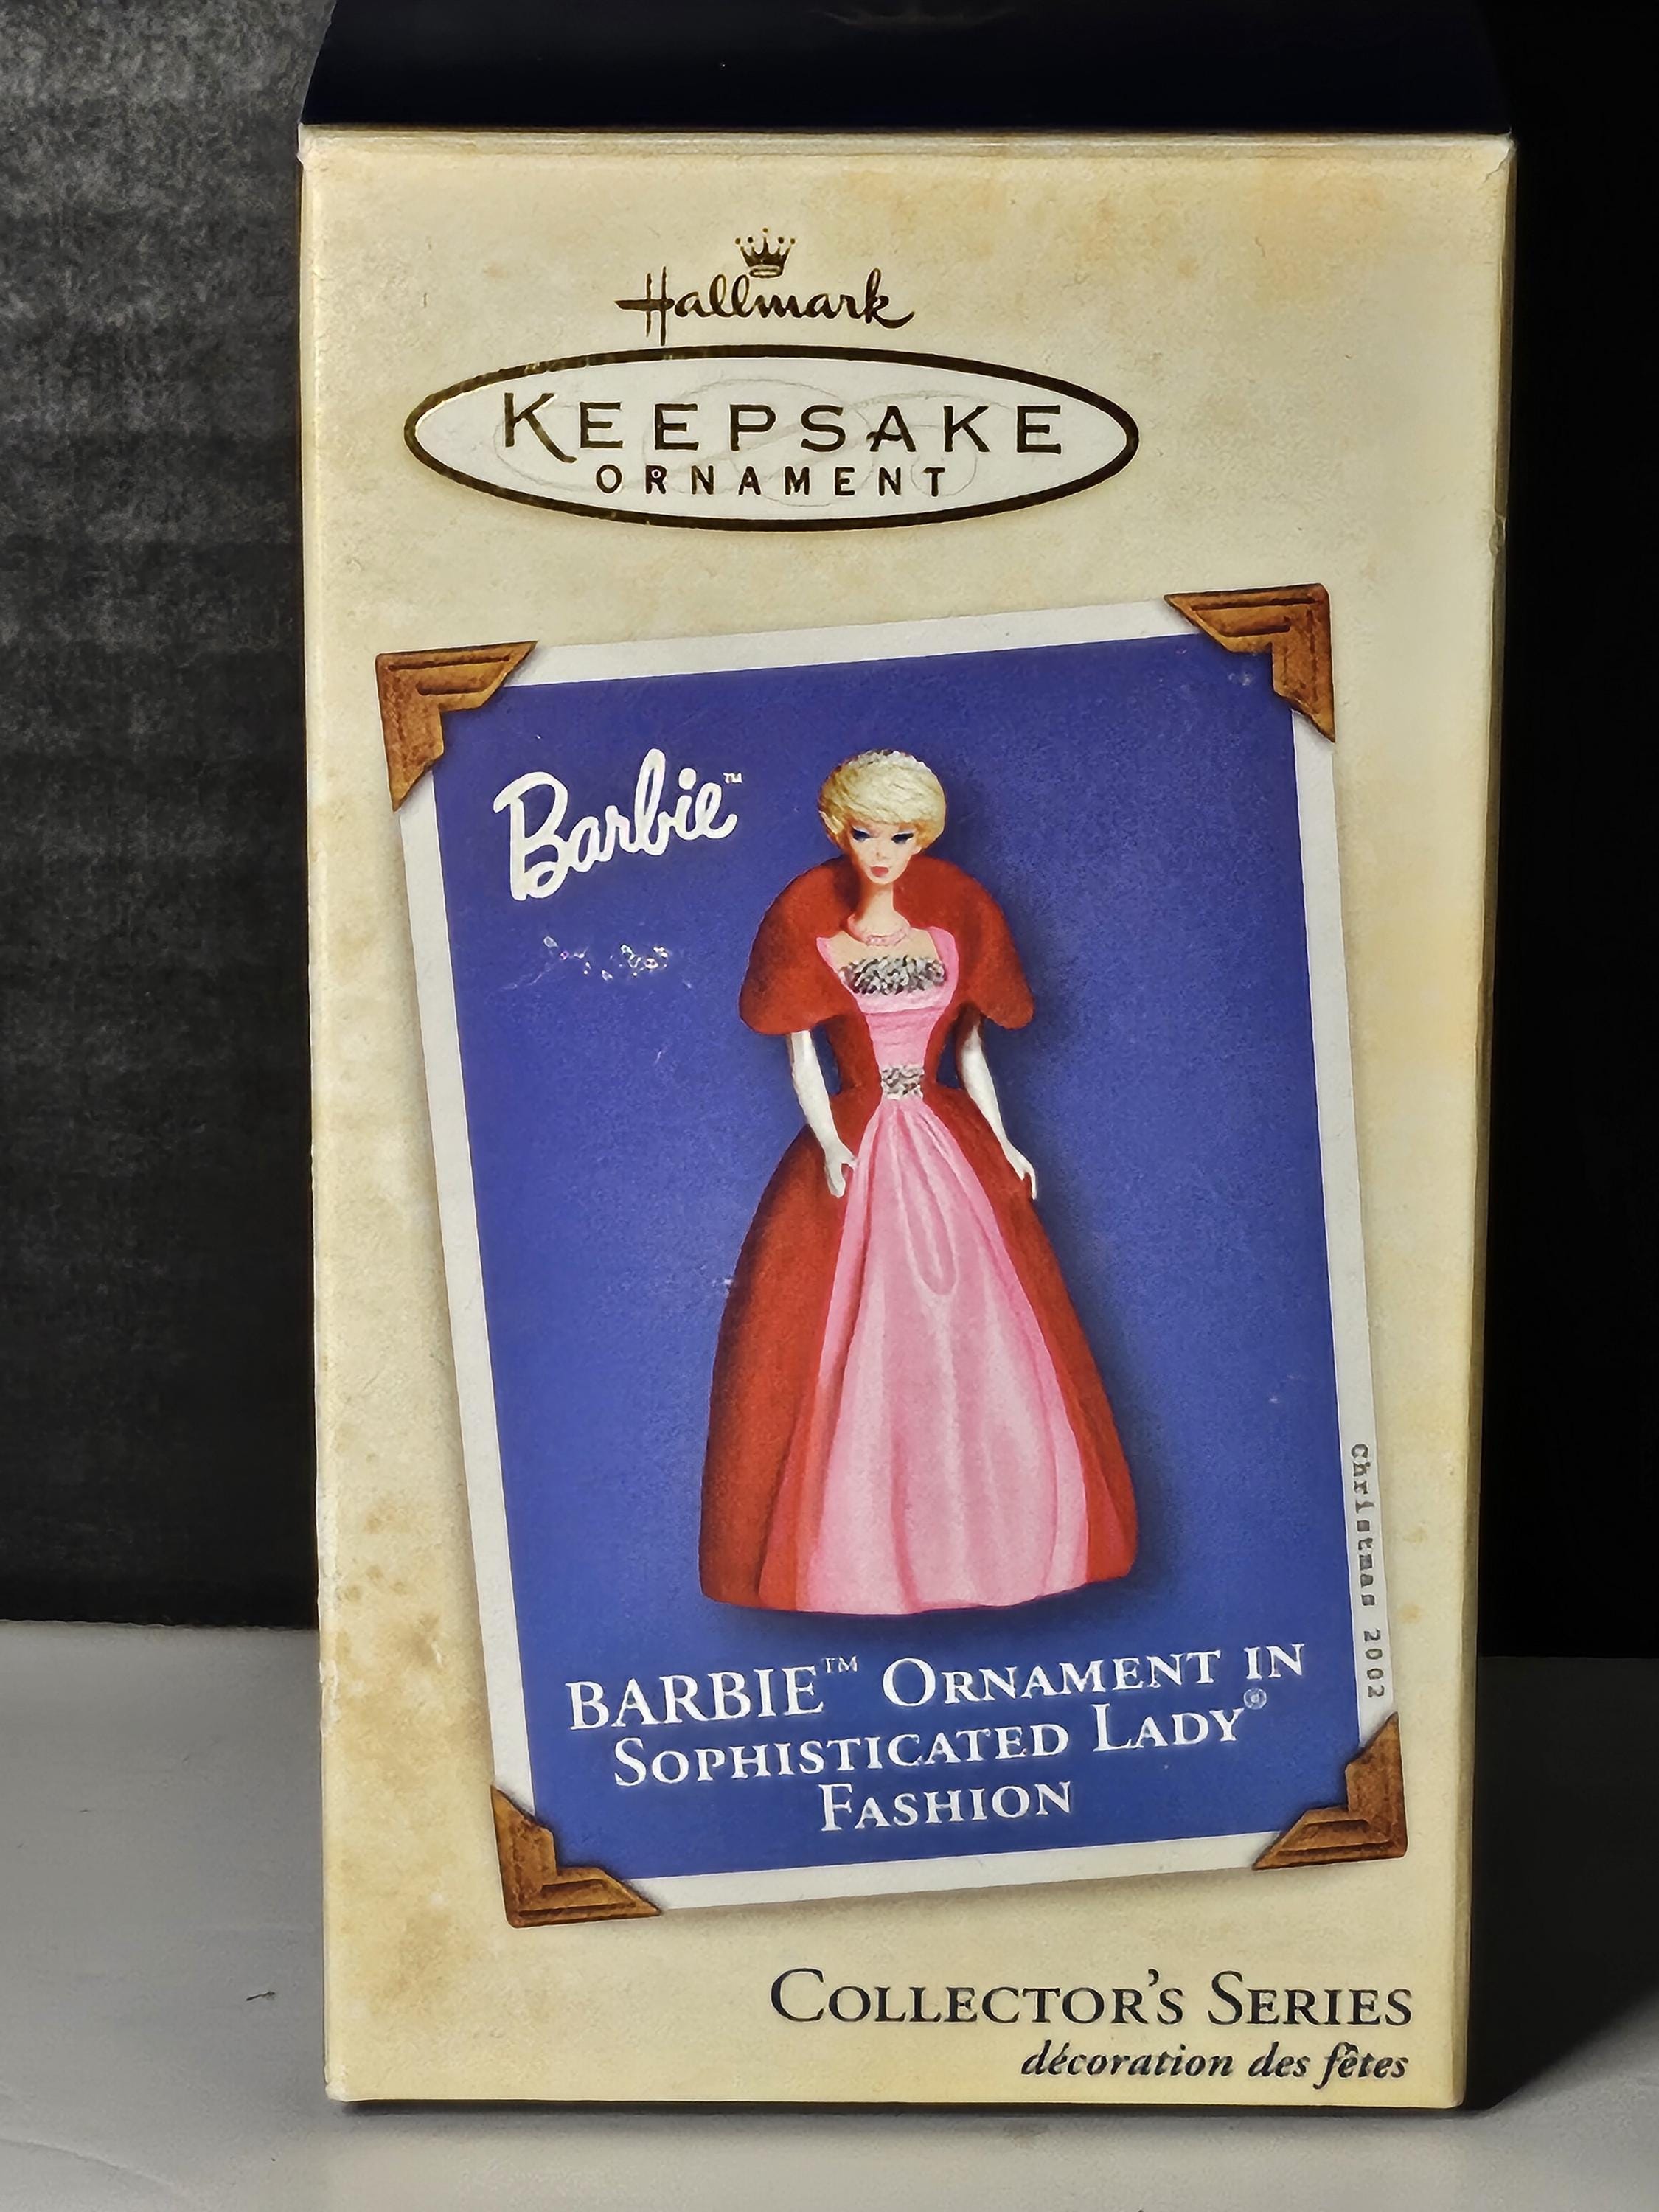 Hallmark
KEEPSAKE
ORNAMENT
Barbie™
Christmas 2002
BARBIE™ ORNAMENT IN
SOPHISTICATED LADY®
FASHION
COLLECTOR'S SERIES
décoration des fêtes